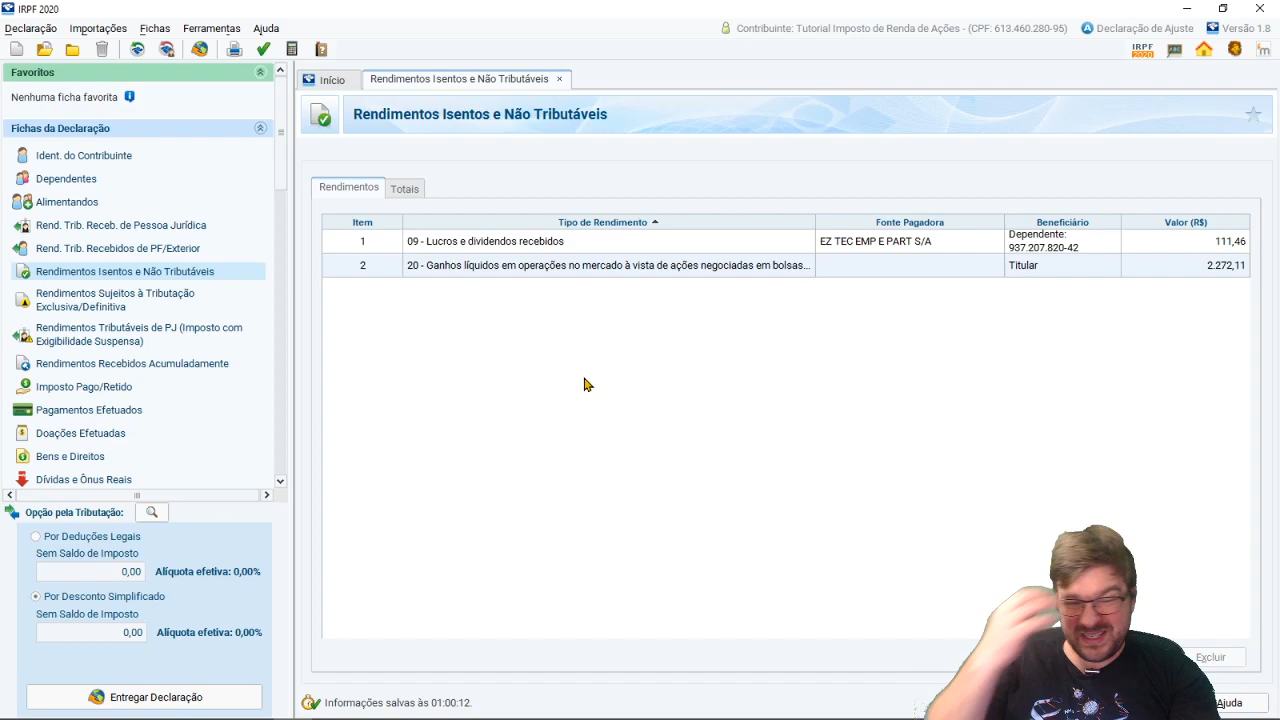 IRPF 2020
Declaração Importações Fichas Ferramentas Ajuda
Contribuinte: Tutorial Imposto de Renda de Ações - (CPF: 613.460.280-95) Declaração de Ajuste Versão 1.8
IRPF
2020
Favoritos
Nenhuma ficha favorita
Fichas da Declaração
Ident. do Contribuinte
Dependentes
Alimentandos
Rend. Trib. Receb. de Pessoa Jurídica
Rend. Trib. Recebidos de PF/Exterior
Rendimentos Isentos e Não Tributáveis
Rendimentos Sujeitos à Tributação
Exclusiva/Definitiva
Rendimentos Tributáveis de PJ (Imposto com
Exigibilidade Suspensa)
Rendimentos Recebidos Acumuladamente
Imposto Pago/Retido
Pagamentos Efetuados
Doações Efetuadas
Bens e Direitos
Dívidas e Ônus Reais
Opção pela Tributação:
Por Deduções Legais
Sem Saldo de Imposto
0,00 Alíquota efetiva: 0,00%
Por Desconto Simplificado
Sem Saldo de Imposto
0,00 Alíquota efetiva: 0,00%
Entregar Declaração
Início Rendimentos Isentos e Não Tributáveis ×
Rendimentos Isentos e Não Tributáveis
Rendimentos Totais
Item Tipo de Rendimento Fonte Pagadora Beneficiário Valor (R$)
1 09 - Lucros e dividendos recebidos EZ TEC EMP E PART S/A Dependente: 111,46
937.207.820-42
2 20 - Ganhos líquidos em operações no mercado à vista de ações negociadas em bolsas... Titular 2.272,11
Excluir
Informações salvas às 01:00:12. Ajuda